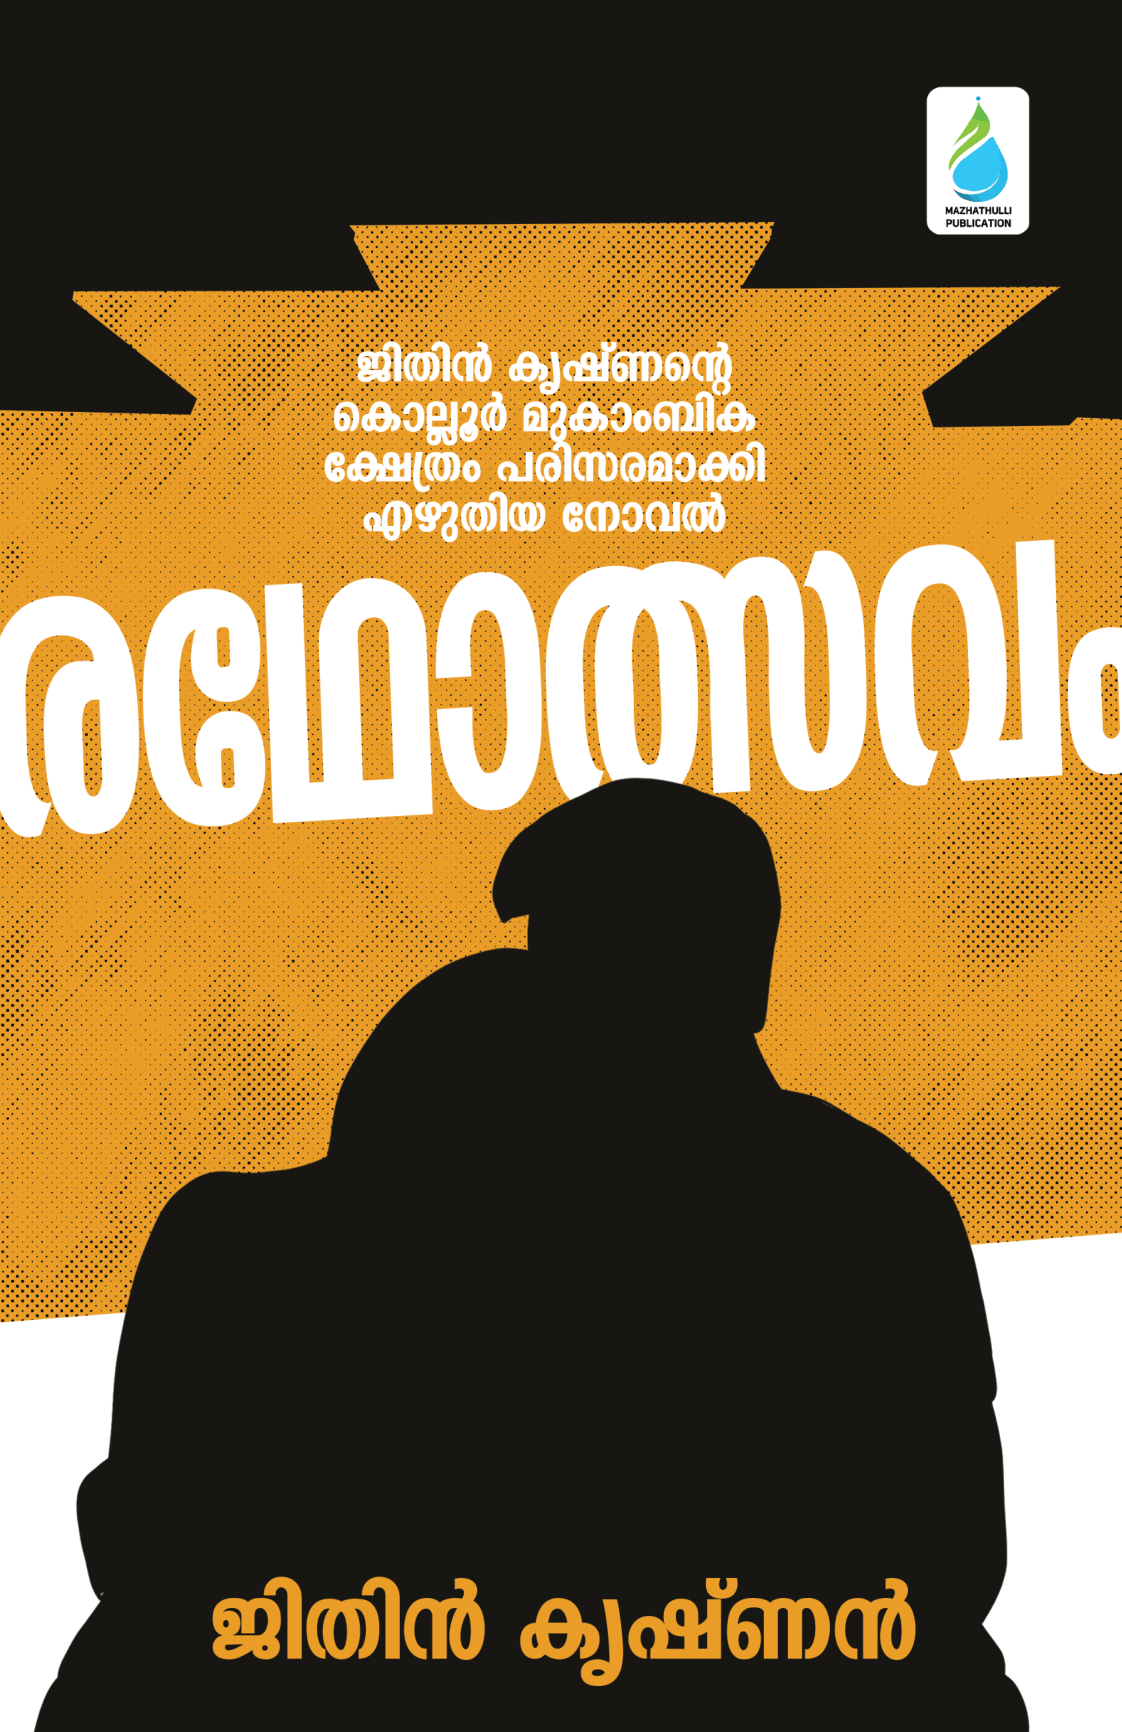 MAZHATHULLI
PUBLICATION
ജിതിൻ കൃഷ്ണന്റെ
കൊല്ലൂർ മുകാംബിക
ക്ഷേത്രം പരിസരമാക്കി
എഴുതിയ നോവൽ
രഥോത്സവം
ജിതിൻ കൃഷ്ണൻ